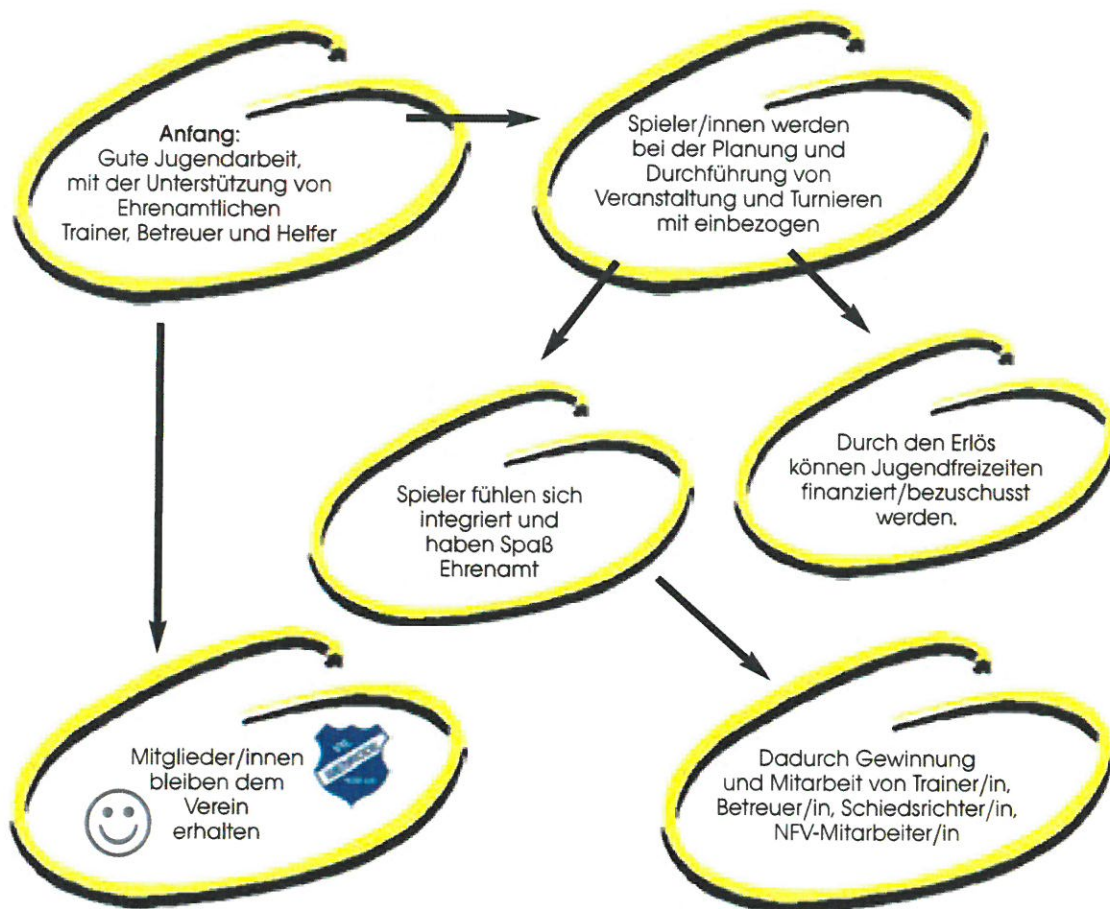 Anfang:
Gute Jugendarbeit,
mit der Unterstützung von
Ehrenamtlichen
Trainer, Betreuer und Helfer
Spieler/innen werden
bei der Planung und
Durchführung von
Veranstaltung und Turnieren
mit einbezogen
Spieler fühlen sich
integriert und
haben Spaß
Ehrenamt
Durch den Erlös
können Jugendfreizeiten
finanziert/bezuschusst
werden.
Mitglieder/innen
bleiben dem
Verein
erhalten
Dadurch Gewinnung
und Mitarbeit von Trainer/in,
Betreuer/in, Schiedsrichter/in,
NFV-Mitarbeiter/in